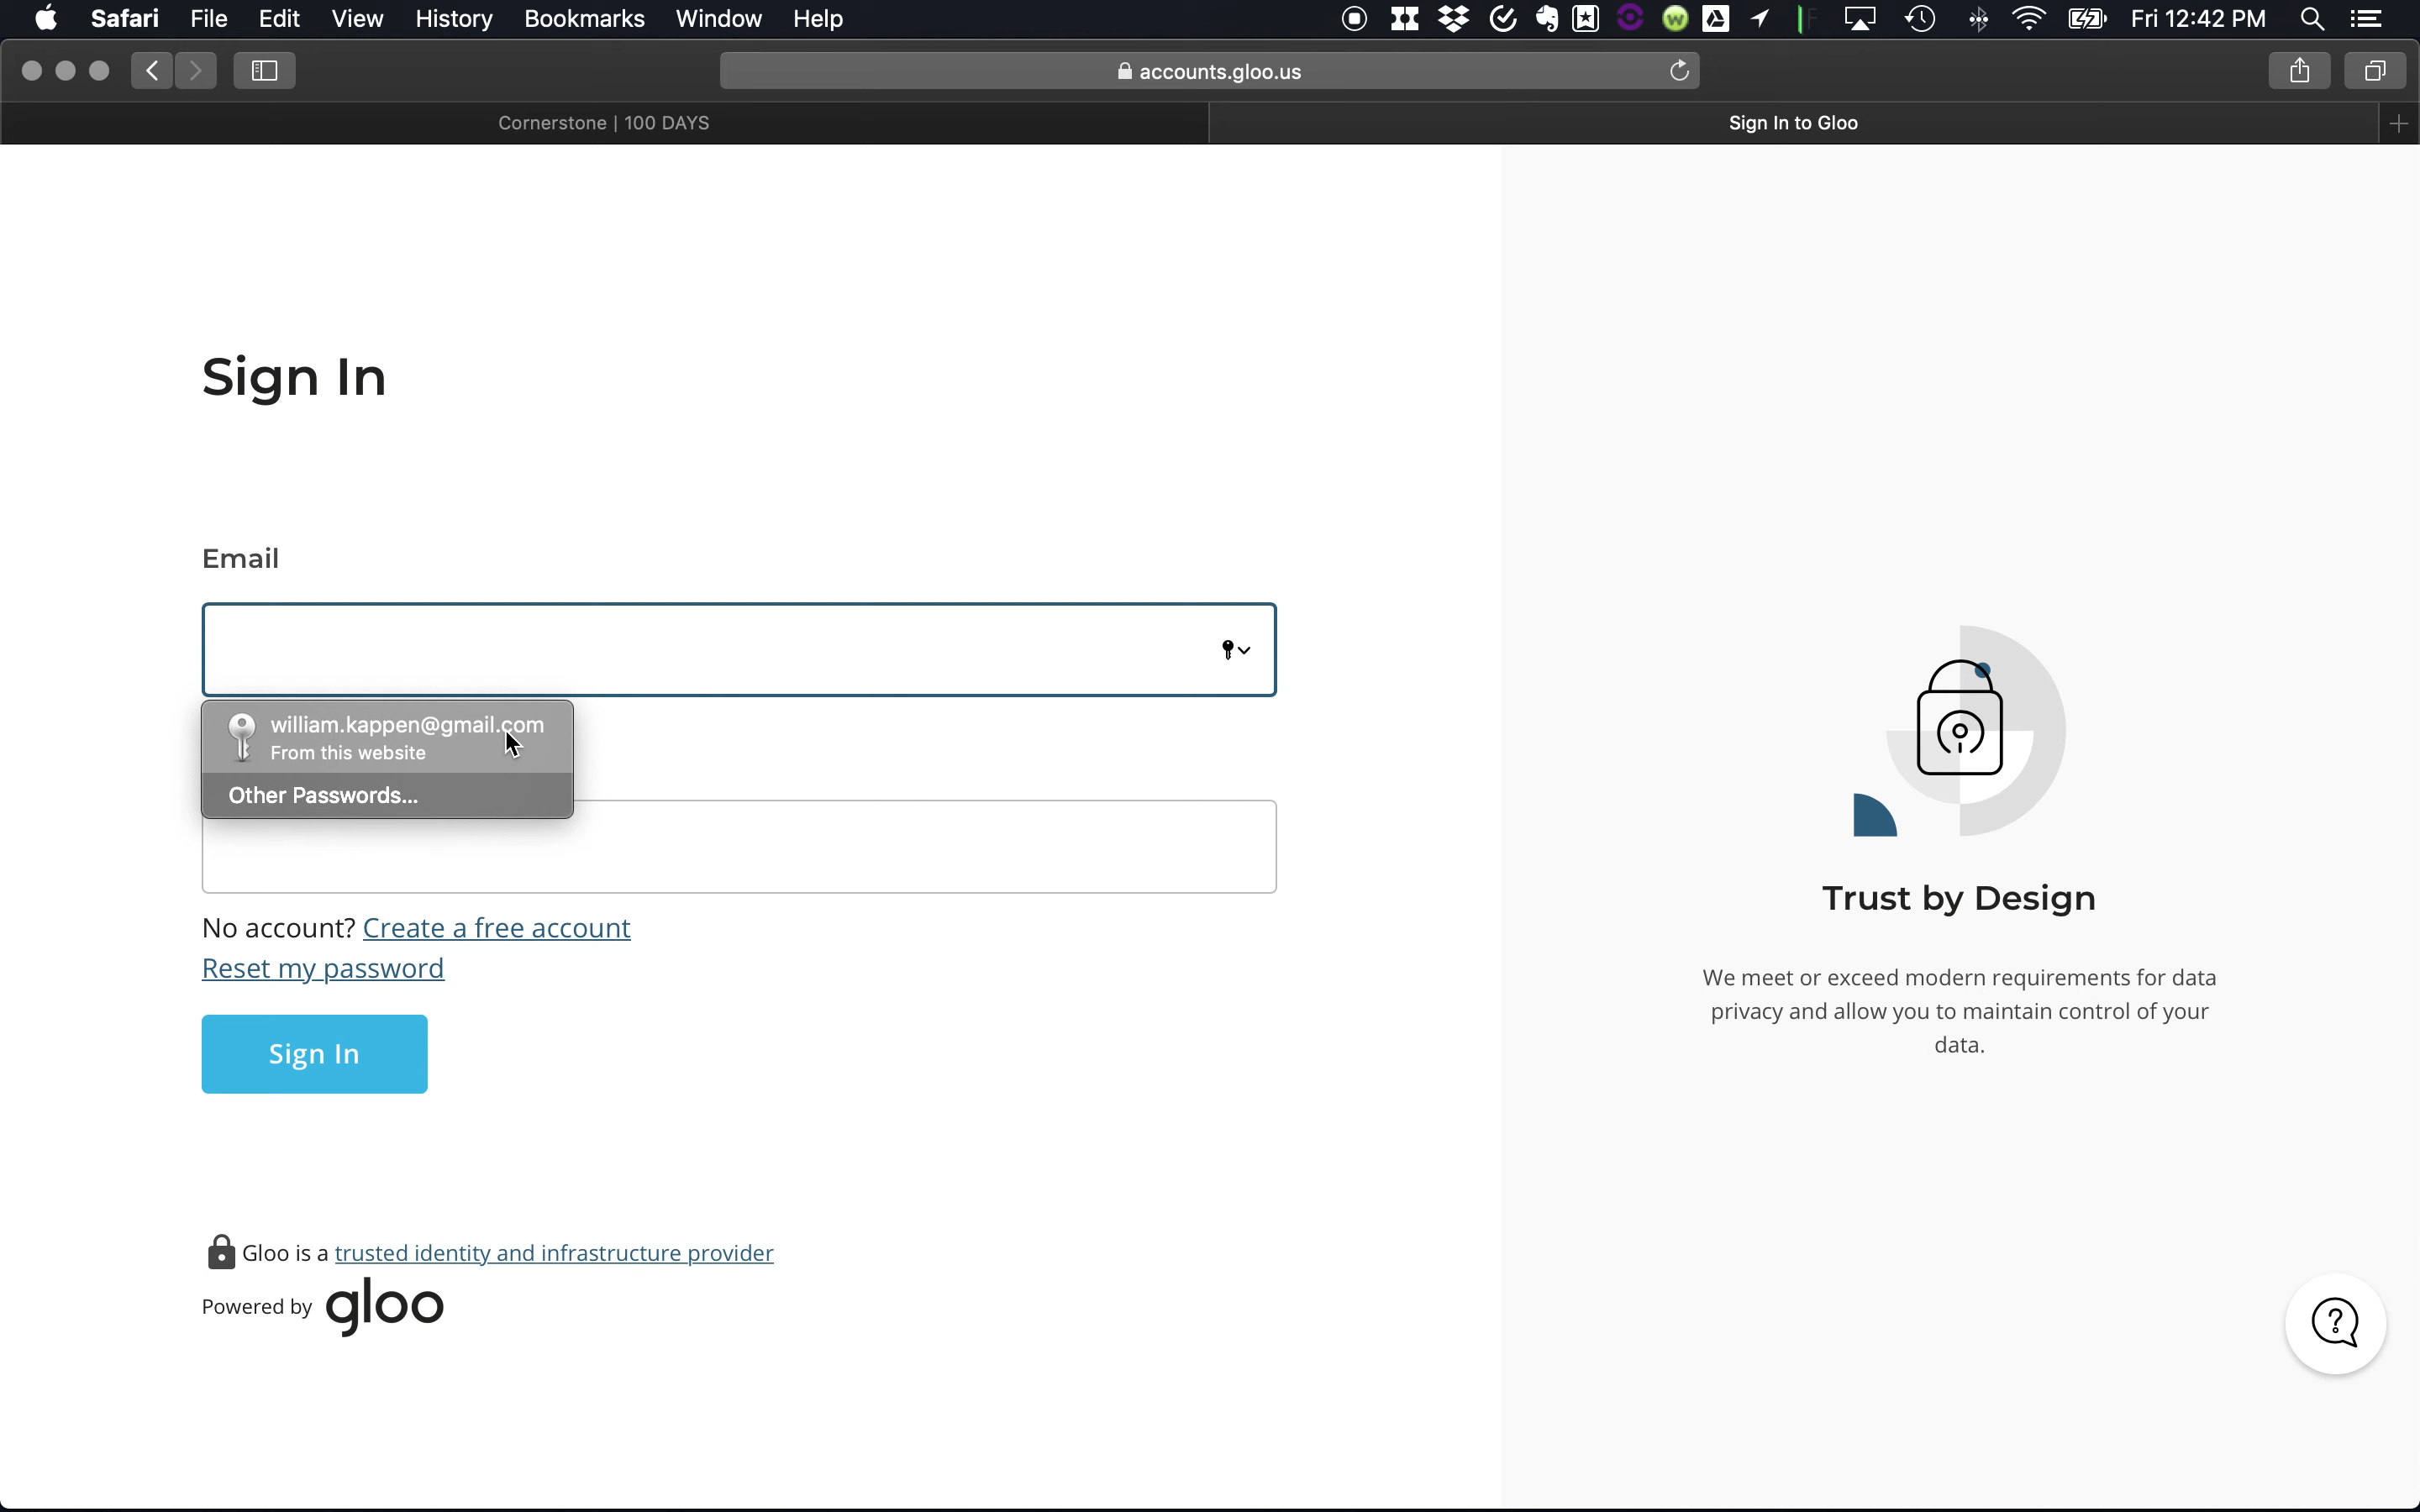 Safari File Edit View History Bookmarks Window Help Fri 12:42 PM
accounts.gloo.us
Cornerstone | 100 DAYS
Sign In to Gloo
Sign In
Email
william.kappen@gmail.com
From this website
Other Passwords...
No account? Create a free account
Reset my password
Sign In
Gloo is a trusted identity and infrastructure provider
Powered by gloo
Trust by Design
We meet or exceed modern requirements for data
privacy and allow you to maintain control of your
data.